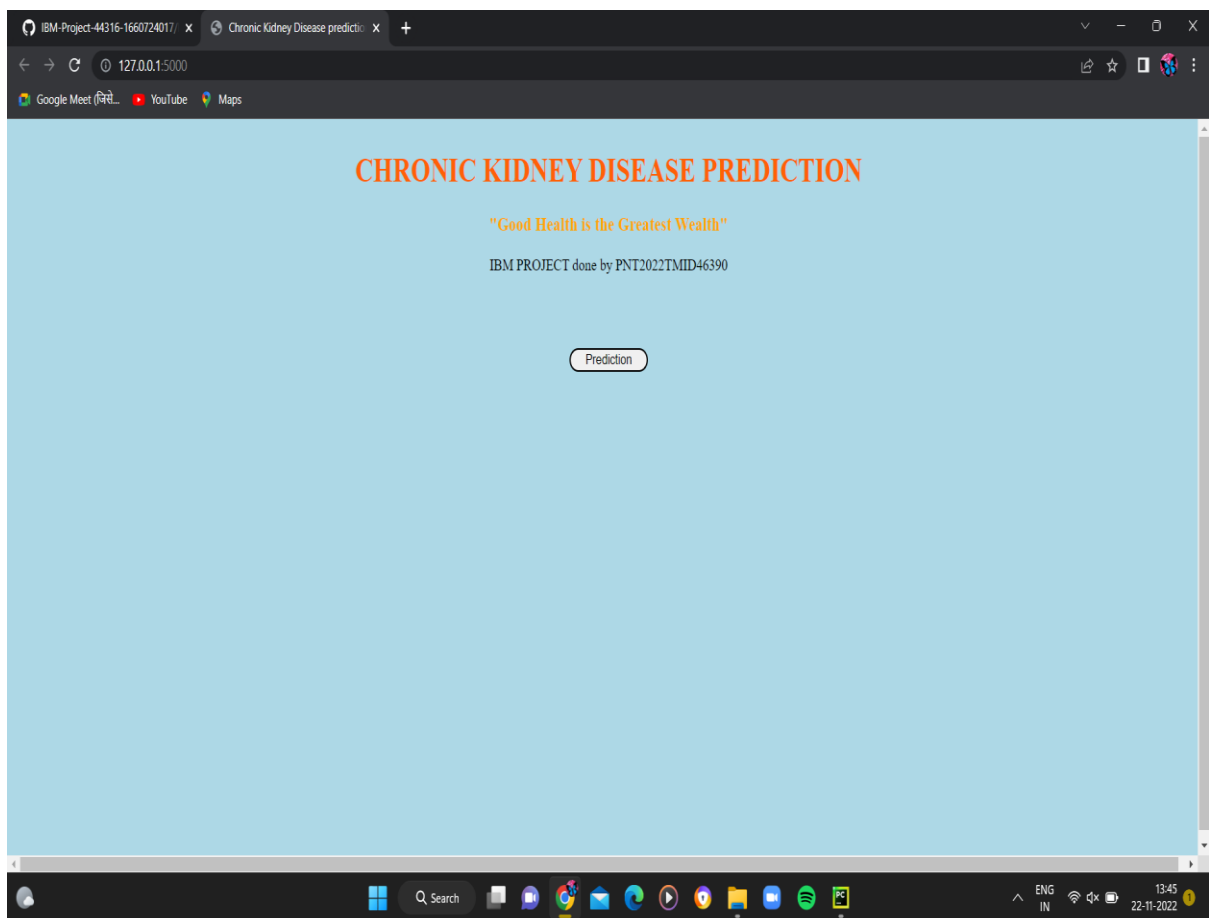 IBM-Project-44316-1660724017/
Chronic Kidney Disease predictio
127.0.0.1:5000
Google Meet (जिसे...
YouTube
Maps
CHRONIC KIDNEY DISEASE PREDICTION
"Good Health is the Greatest Wealth"
IBM PROJECT done by PNT2022TMID46390
Prediction
Search
PC
ENG
IN
13:45
22-11-2022
1